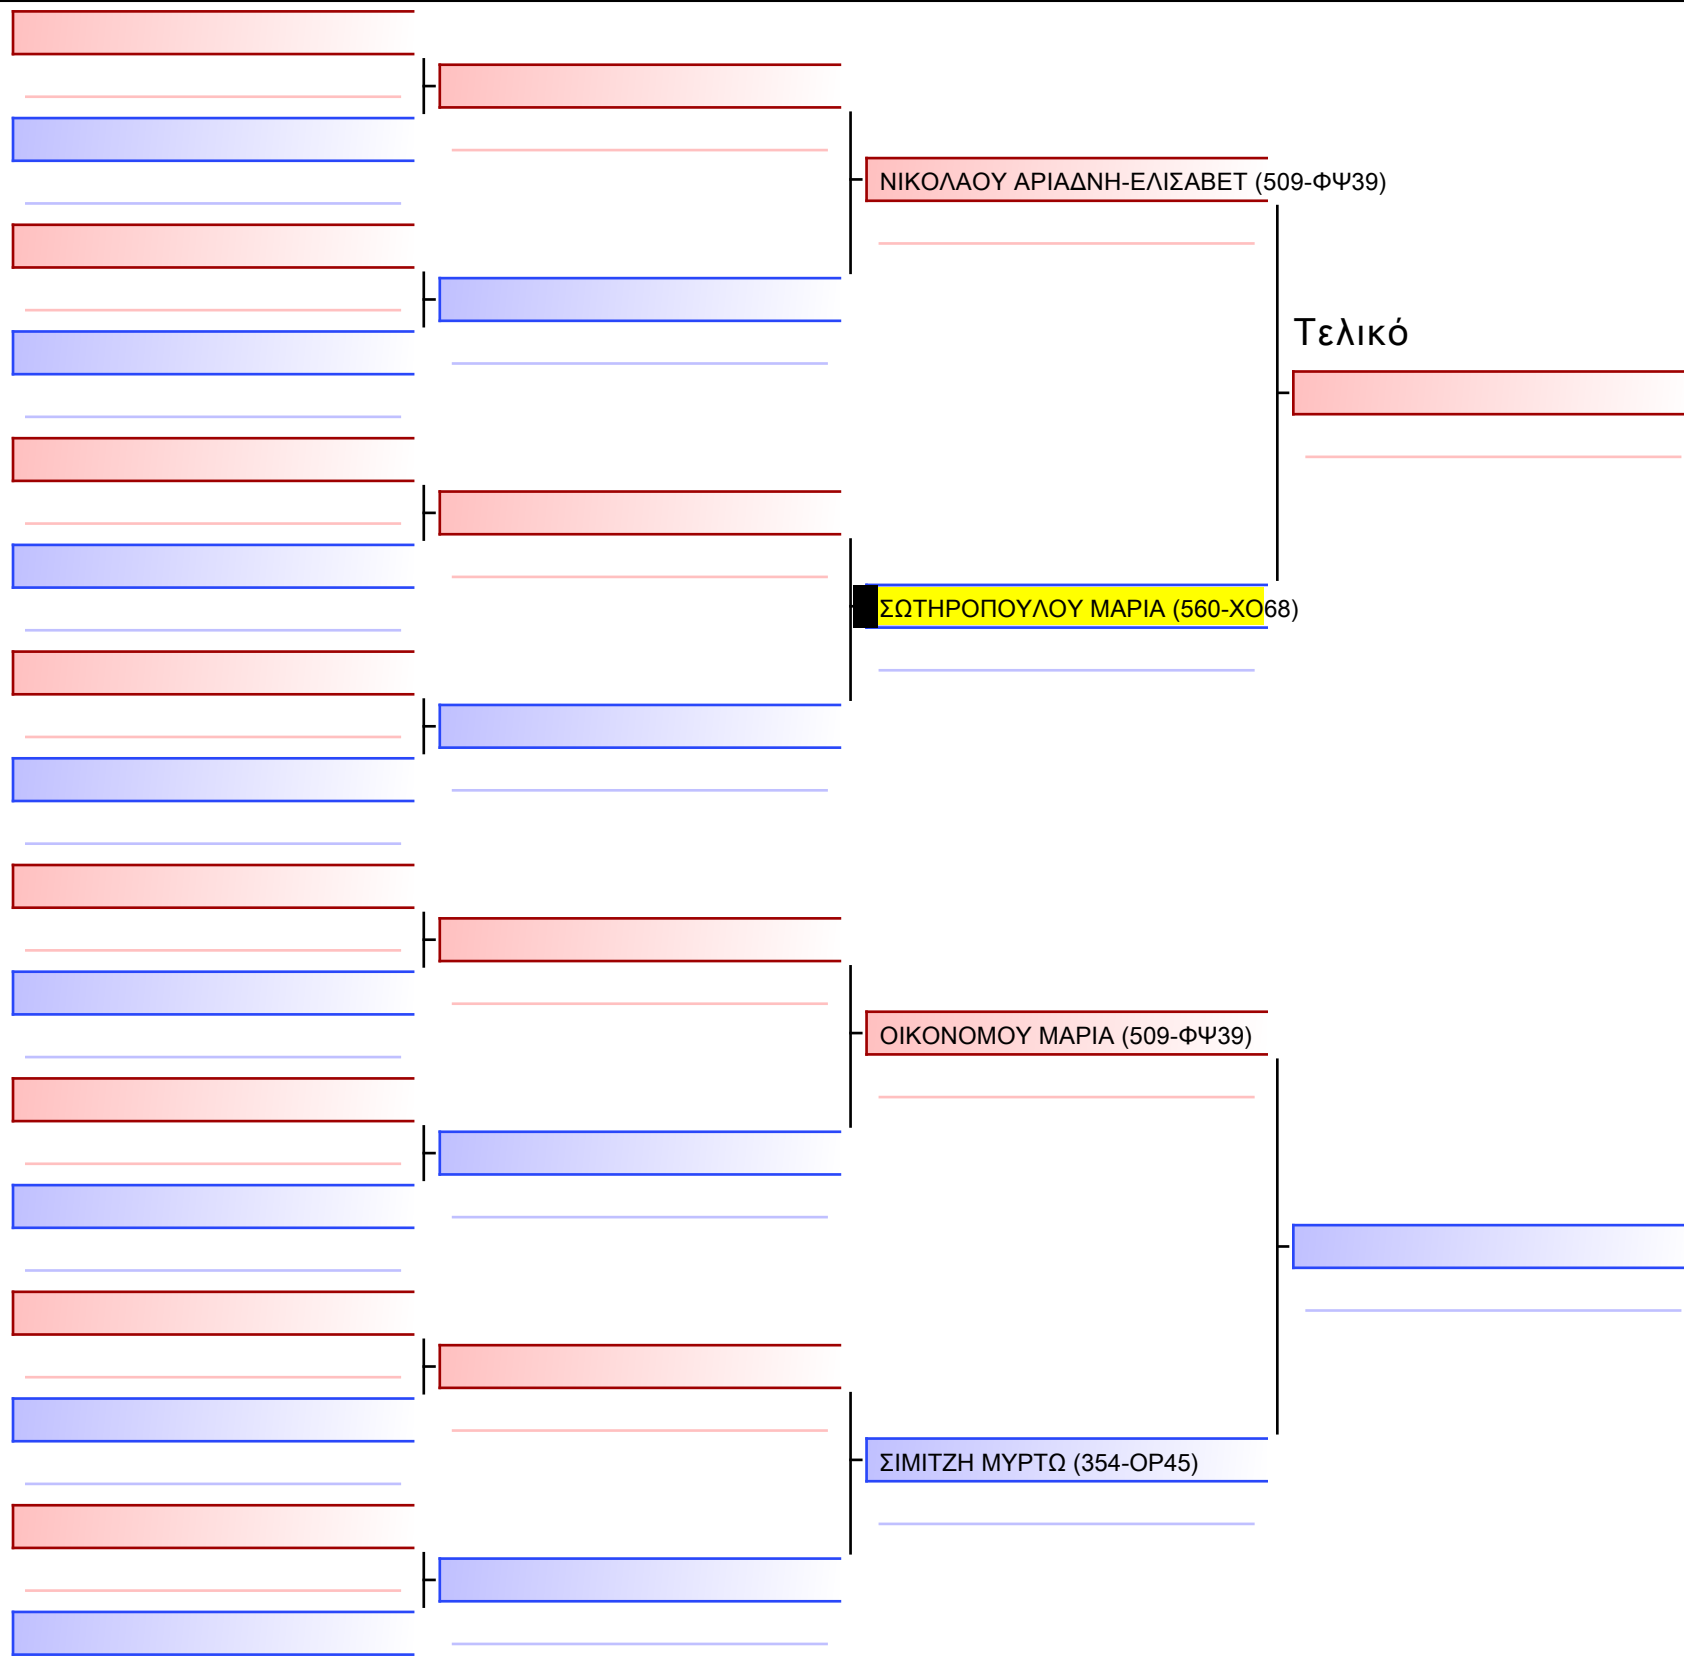 ΝΙΚΟΛΑΟΥ ΑΡΙΑΔΝΗ-ΕΛΙΣΑΒΕΤ (509-ΦΨ39)
Τελικό
ΣΩΤΗΡΟΠΟΥΛΟΥ ΜΑΡΙΑ (560-ΧΟ68)
ΟΙΚΟΝΟΜΟΥ ΜΑΡΙΑ (509-ΦΨ39)
ΣΙΜΙΤΖΗ ΜΥΡΤΩ (354-ΟΡ45)